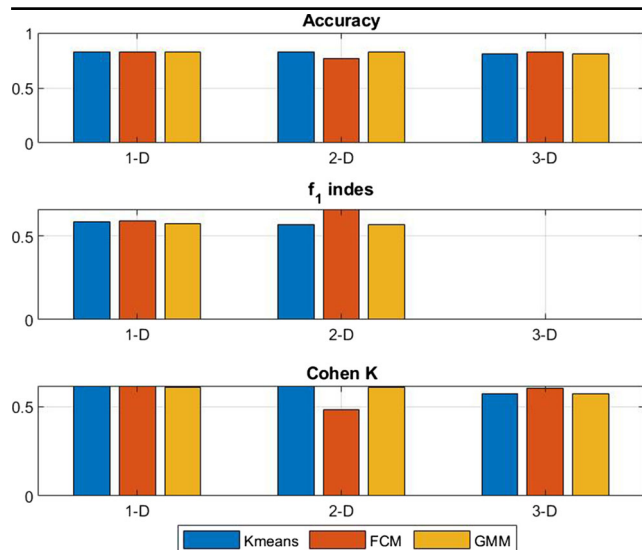 Accuracy
1
0.5
0
1-D 2-D 3-D
f1 indes
0.5
0
1-D 2-D 3-D
Cohen K
0.5
0
1-D 2-D 3-D
Kmeans FCM GMM